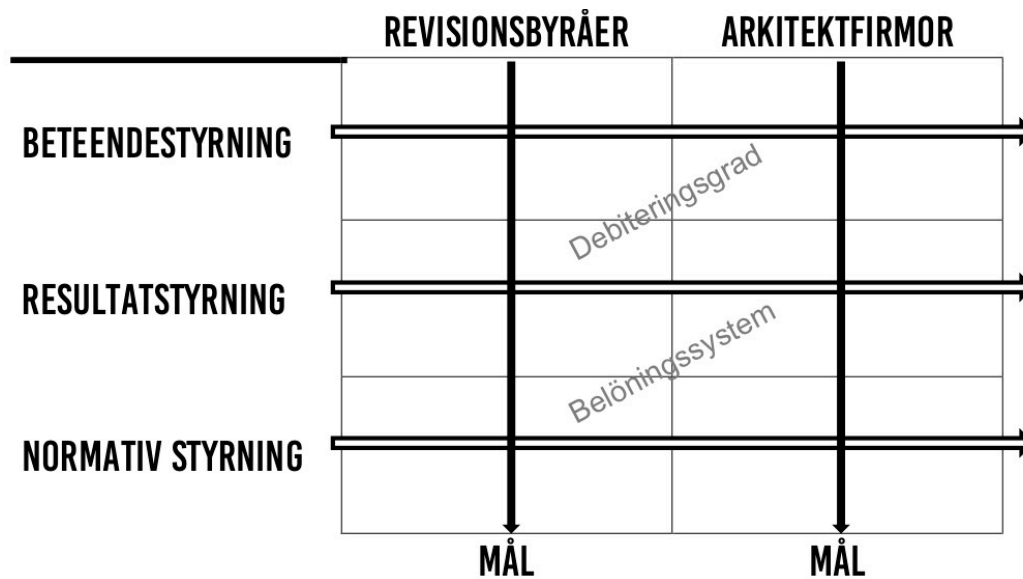 REVISIONSBYRÅER ARKITEKTFIRMOR
BETEENDESTYRNING
Debiteringsgrad
RESULTATSTYRNING
Belöningssystem
NORMATIV STYRNING
MÅL MÅL